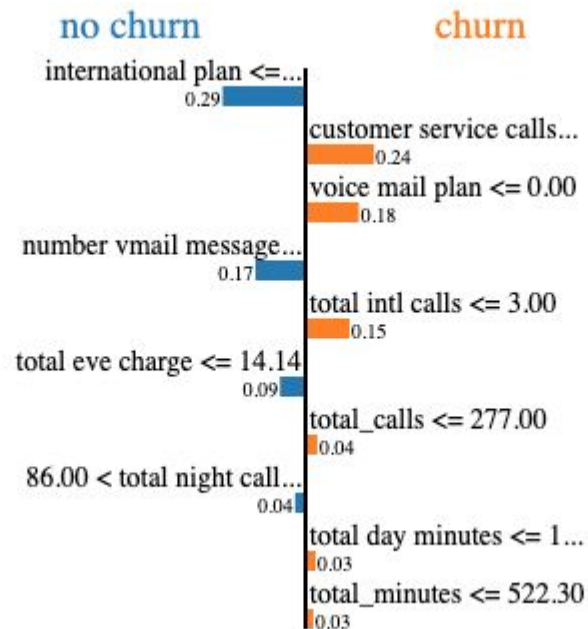 no churn churn
international plan <=...
0.29
customer service calls...
0.24
voice mail plan <= 0.00
0.18
number vmail message...
0.17
total intl calls <= 3.00
0.15
total eve charge <= 14.14
0.09
total_calls <= 277.00
0.04
86.00 < total night call...
0.04
total day minutes <= 1...
0.03
total_minutes <= 522.30
0.03